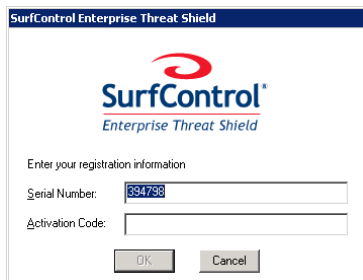 SurfControl Enterprise Threat Shield
SurfControl®
Enterprise Threat Shield
Enter your registration information
Serial Number: 394798
Activation Code:
OK Cancel